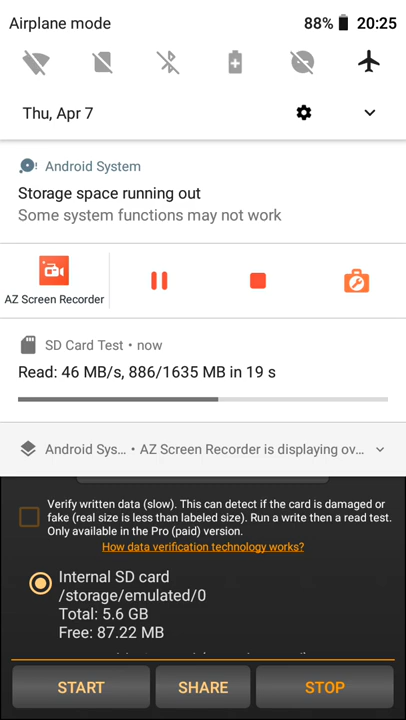 Airplane mode 88% 20:25
Thu, Apr 7
Android System
Storage space running out
Some system functions may not work
AZ Screen Recorder
SD Card Test • now
Read: 46 MB/s, 886/1635 MB in 19 s
Android Sys... • AZ Screen Recorder is displaying ov...
Verify written data (slow). This can detect if the card is damaged or
fake (real size is less than labeled size). Run a write then a read test.
Only available in the Pro (paid) version.
How data verification technology works?
Internal SD card
/storage/emulated/0
Total: 5.6 GB
Free: 87.22 MB
START SHARE STOP